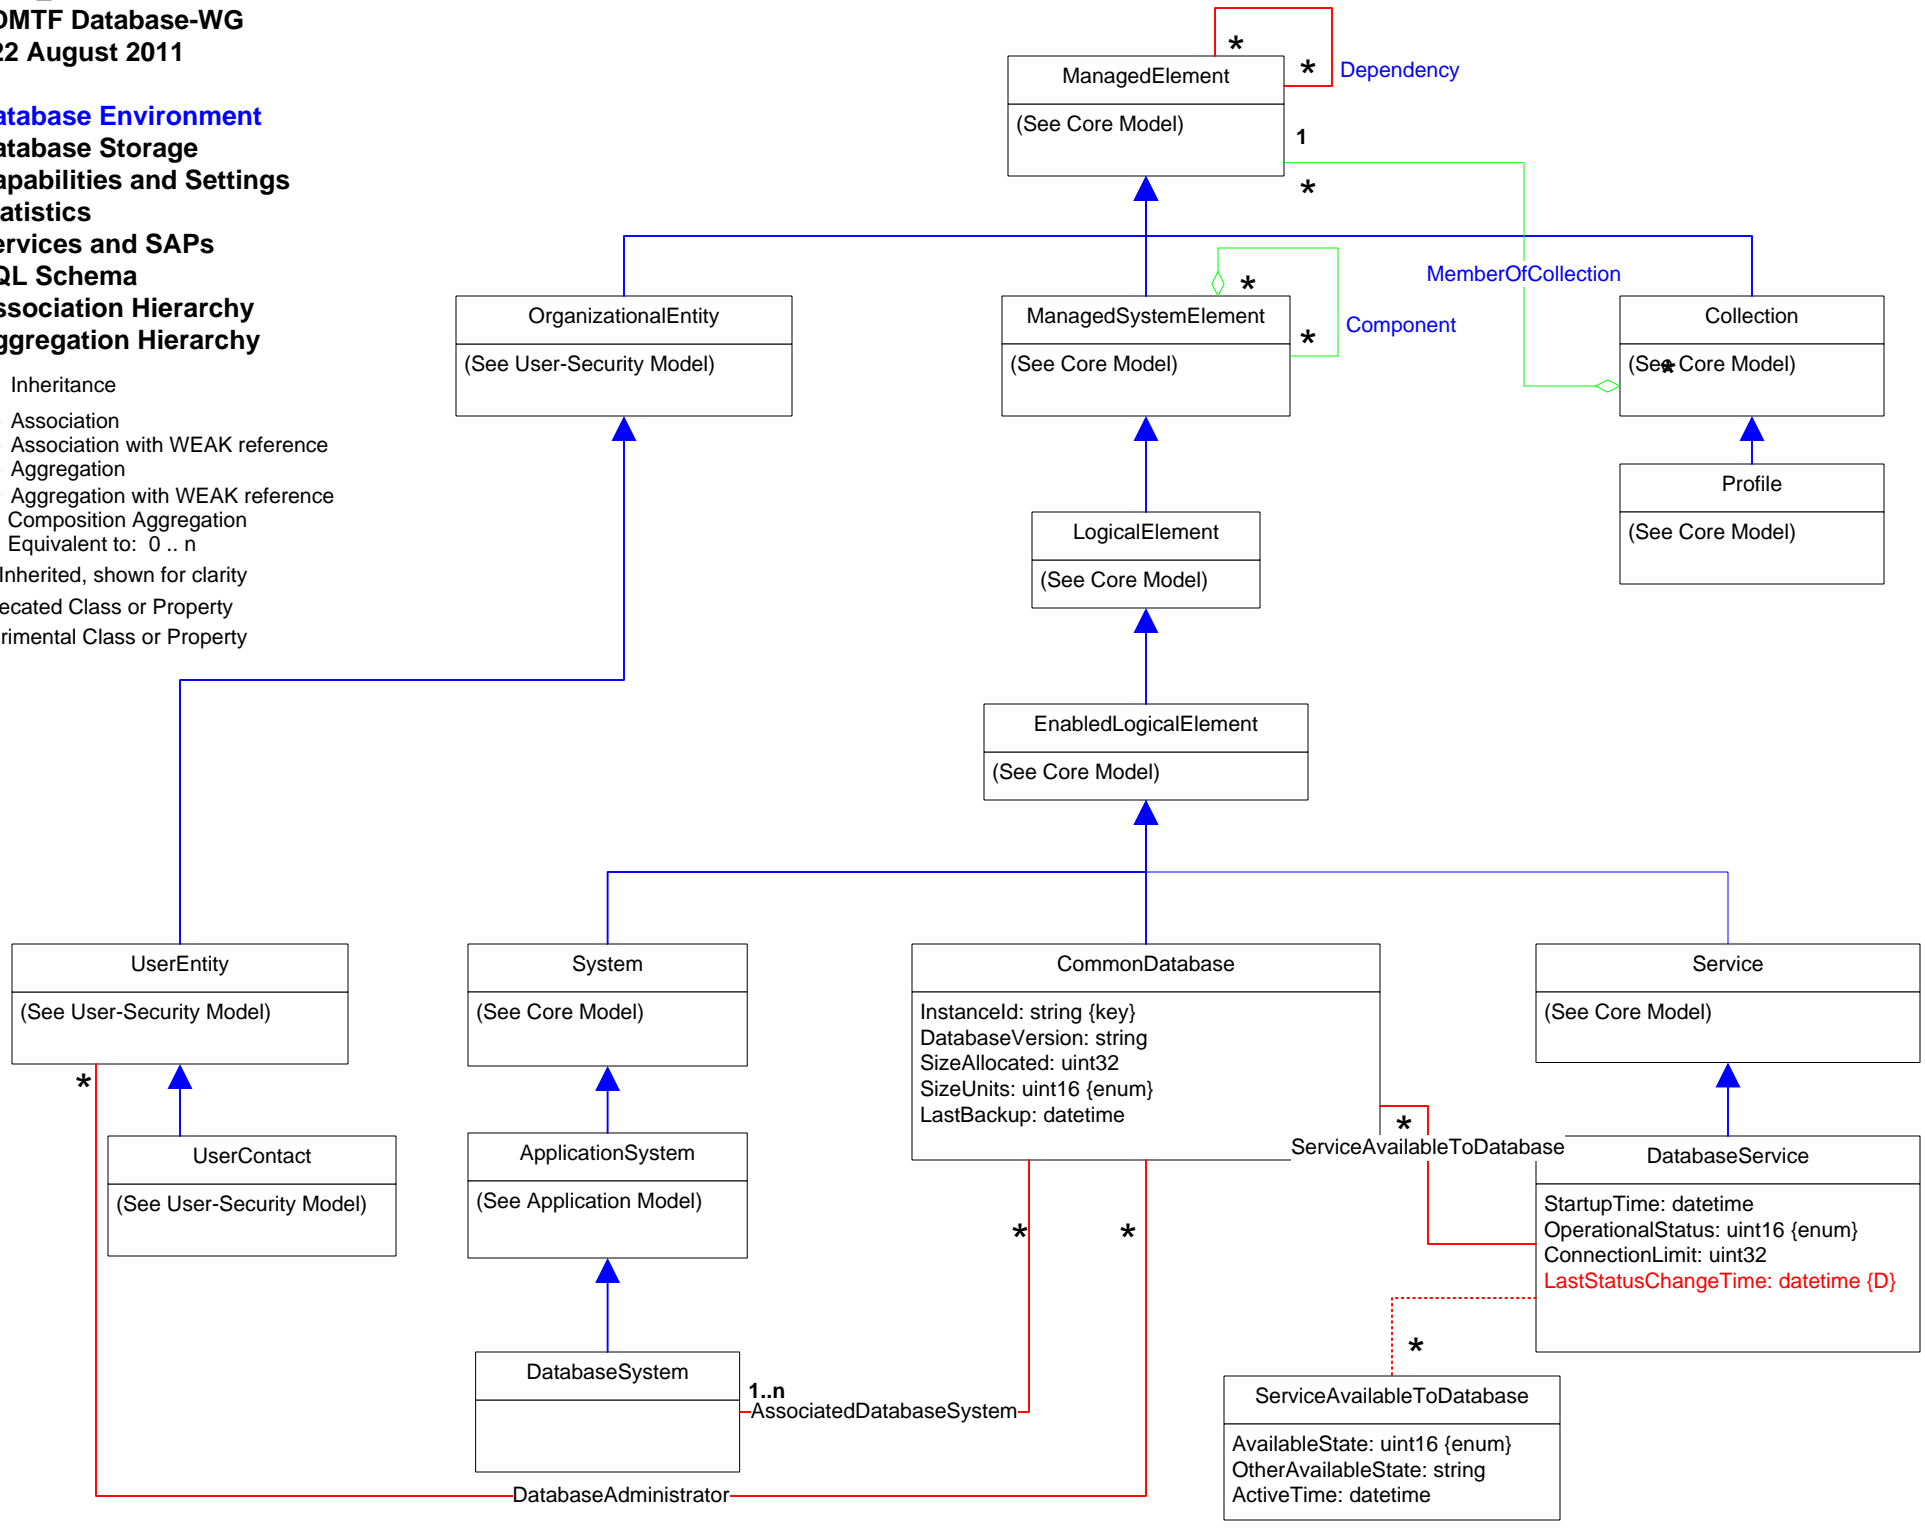 DMTF Database-WG
22 August 2011
atabase Environment
atabase Storage
apabilities and Settings
atistics
ervices and SAPs
QL Schema
ssociation Hierarchy
ggregation Hierarchy
Inheritance
Association
Association with WEAK reference
Aggregation
Aggregation with WEAK reference
Composition Aggregation
Equivalent to: 0 .. n
Inherited, shown for clarity
ecated Class or Property
rimental Class or Property
*
ManagedElement
*
Dependency
(See Core Model)
1
*
MemberOfCollection
OrganizationalEntity
(See User-Security Model)
ManagedSystemElement
*
(See Core Model)
*
Component
Collection
(See Core Model)
*
Profile
(See Core Model)
LogicalElement
(See Core Model)
EnabledLogicalElement
(See Core Model)
UserEntity
(See User-Security Model)
*
System
(See Core Model)
CommonDatabase
InstanceId: string {key}
DatabaseVersion: string
SizeAllocated: uint32
SizeUnits: uint16 {enum}
LastBackup: datetime
Service
(See Core Model)
*
ServiceAvailableToDatabase
UserContact
(See User-Security Model)
ApplicationSystem
(See Application Model)
*
*
DatabaseService
StartupTime: datetime
OperationalStatus: uint16 {enum}
ConnectionLimit: uint32
LastStatusChangeTime: datetime {D}
*
DatabaseSystem
1..n
AssociatedDatabaseSystem
ServiceAvailableToDatabase
AvailableState: uint16 {enum}
OtherAvailableState: string
ActiveTime: datetime
DatabaseAdministrator